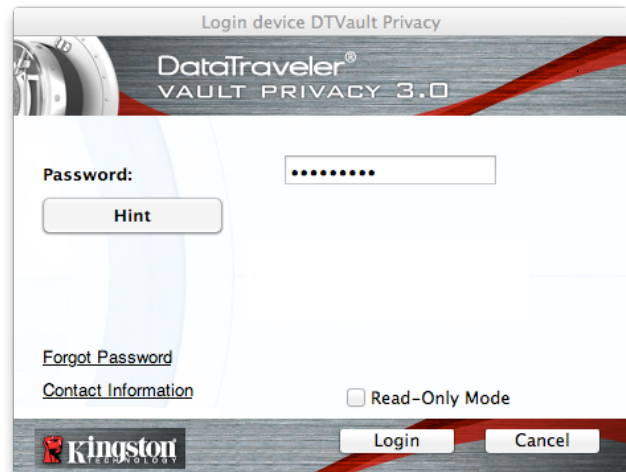 Login device DTVault Privacy
DataTraveler®
VAULT PRIVACY 3.0
Password: •••••••••
Hint
Forgot Password
Contact Information
Read-Only Mode
Kingston
TECHNOLOGY
Login
Cancel